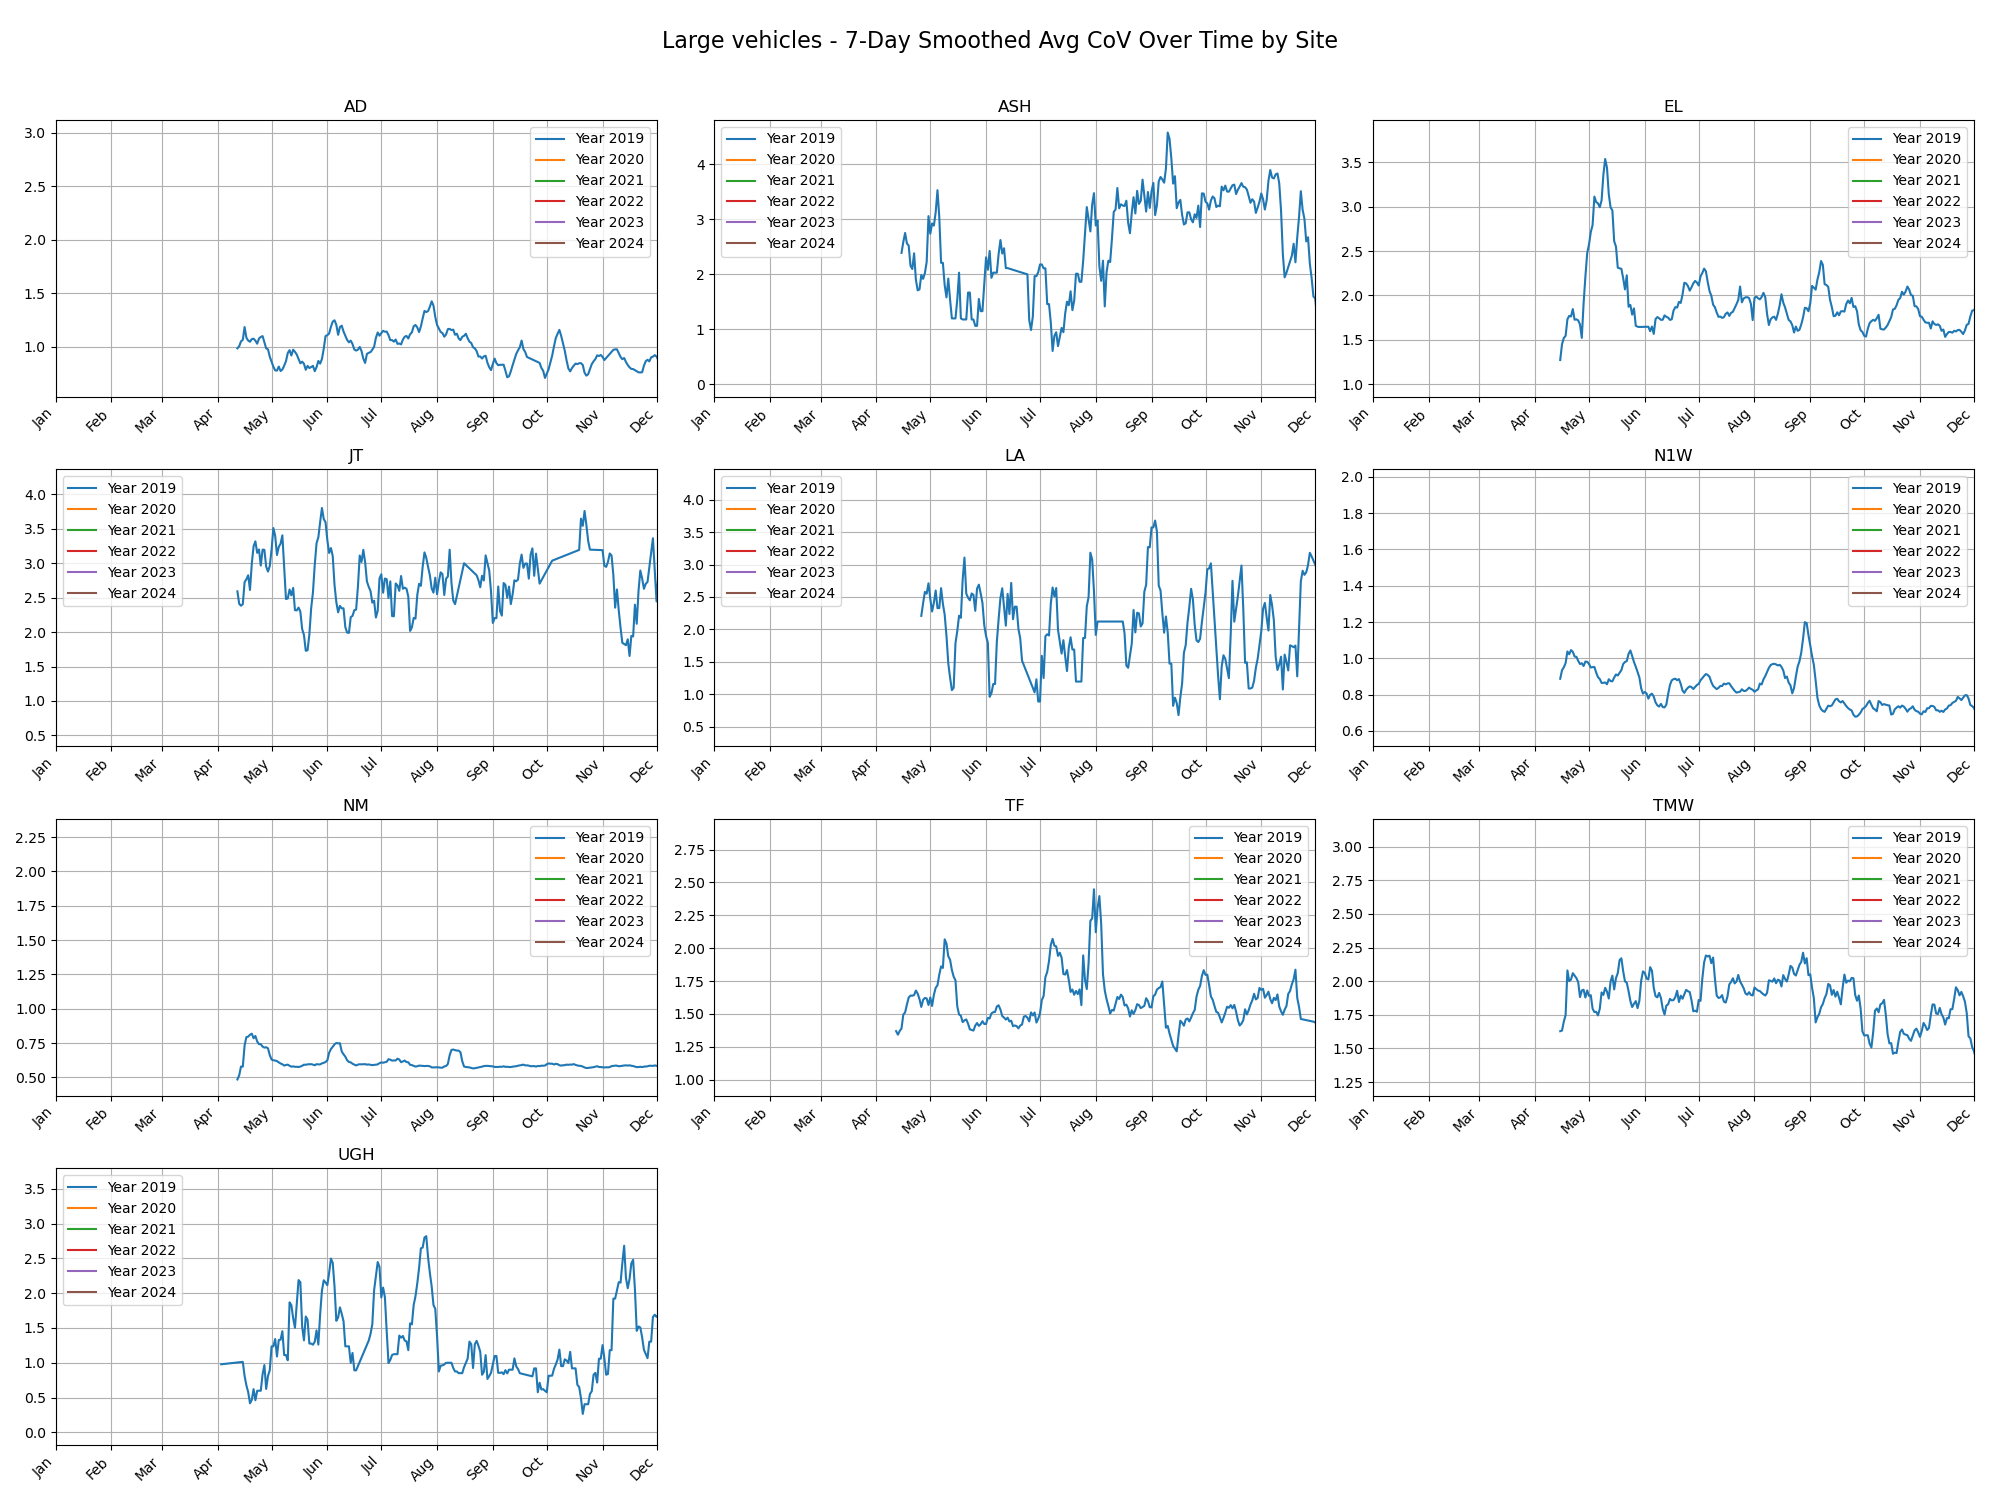 Large vehicles - 7-Day Smoothed Avg CoV Over Time by Site
AD
3.0
2.5
2.0
1.5
1.0
Year 2019
Year 2020
Year 2021
Year 2022
Year 2023
Year 2024
Jan Feb Mar Apr May Jun Jul Aug Sep Oct Nov Dec
ASH
4
3
2
1
0
Year 2019
Year 2020
Year 2021
Year 2022
Year 2023
Year 2024
Jan Feb Mar Apr May Jun Jul Aug Sep Oct Nov Dec
EL
3.5
3.0
2.5
2.0
1.5
1.0
Year 2019
Year 2020
Year 2021
Year 2022
Year 2023
Year 2024
Jan Feb Mar Apr May Jun Jul Aug Sep Oct Nov Dec
JT
4.0
3.5
3.0
2.5
2.0
1.5
1.0
0.5
Year 2019
Year 2020
Year 2021
Year 2022
Year 2023
Year 2024
Jan Feb Mar Apr May Jun Jul Aug Sep Oct Nov Dec
LA
4.0
3.5
3.0
2.5
2.0
1.5
1.0
0.5
Year 2019
Year 2020
Year 2021
Year 2022
Year 2023
Year 2024
Jan Feb Mar Apr May Jun Jul Aug Sep Oct Nov Dec
N1W
2.0
1.8
1.6
1.4
1.2
1.0
0.8
0.6
Year 2019
Year 2020
Year 2021
Year 2022
Year 2023
Year 2024
Jan Feb Mar Apr May Jun Jul Aug Sep Oct Nov Dec
NM
2.25
2.00
1.75
1.50
1.25
1.00
0.75
0.50
Year 2019
Year 2020
Year 2021
Year 2022
Year 2023
Year 2024
Jan Feb Mar Apr May Jun Jul Aug Sep Oct Nov Dec
TF
2.75
2.50
2.25
2.00
1.75
1.50
1.25
1.00
Year 2019
Year 2020
Year 2021
Year 2022
Year 2023
Year 2024
Jan Feb Mar Apr May Jun Jul Aug Sep Oct Nov Dec
TMW
3.00
2.75
2.50
2.25
2.00
1.75
1.50
1.25
Year 2019
Year 2020
Year 2021
Year 2022
Year 2023
Year 2024
Jan Feb Mar Apr May Jun Jul Aug Sep Oct Nov Dec
UGH
3.5
3.0
2.5
2.0
1.5
1.0
0.5
0.0
Year 2019
Year 2020
Year 2021
Year 2022
Year 2023
Year 2024
Jan Feb Mar Apr May Jun Jul Aug Sep Oct Nov Dec